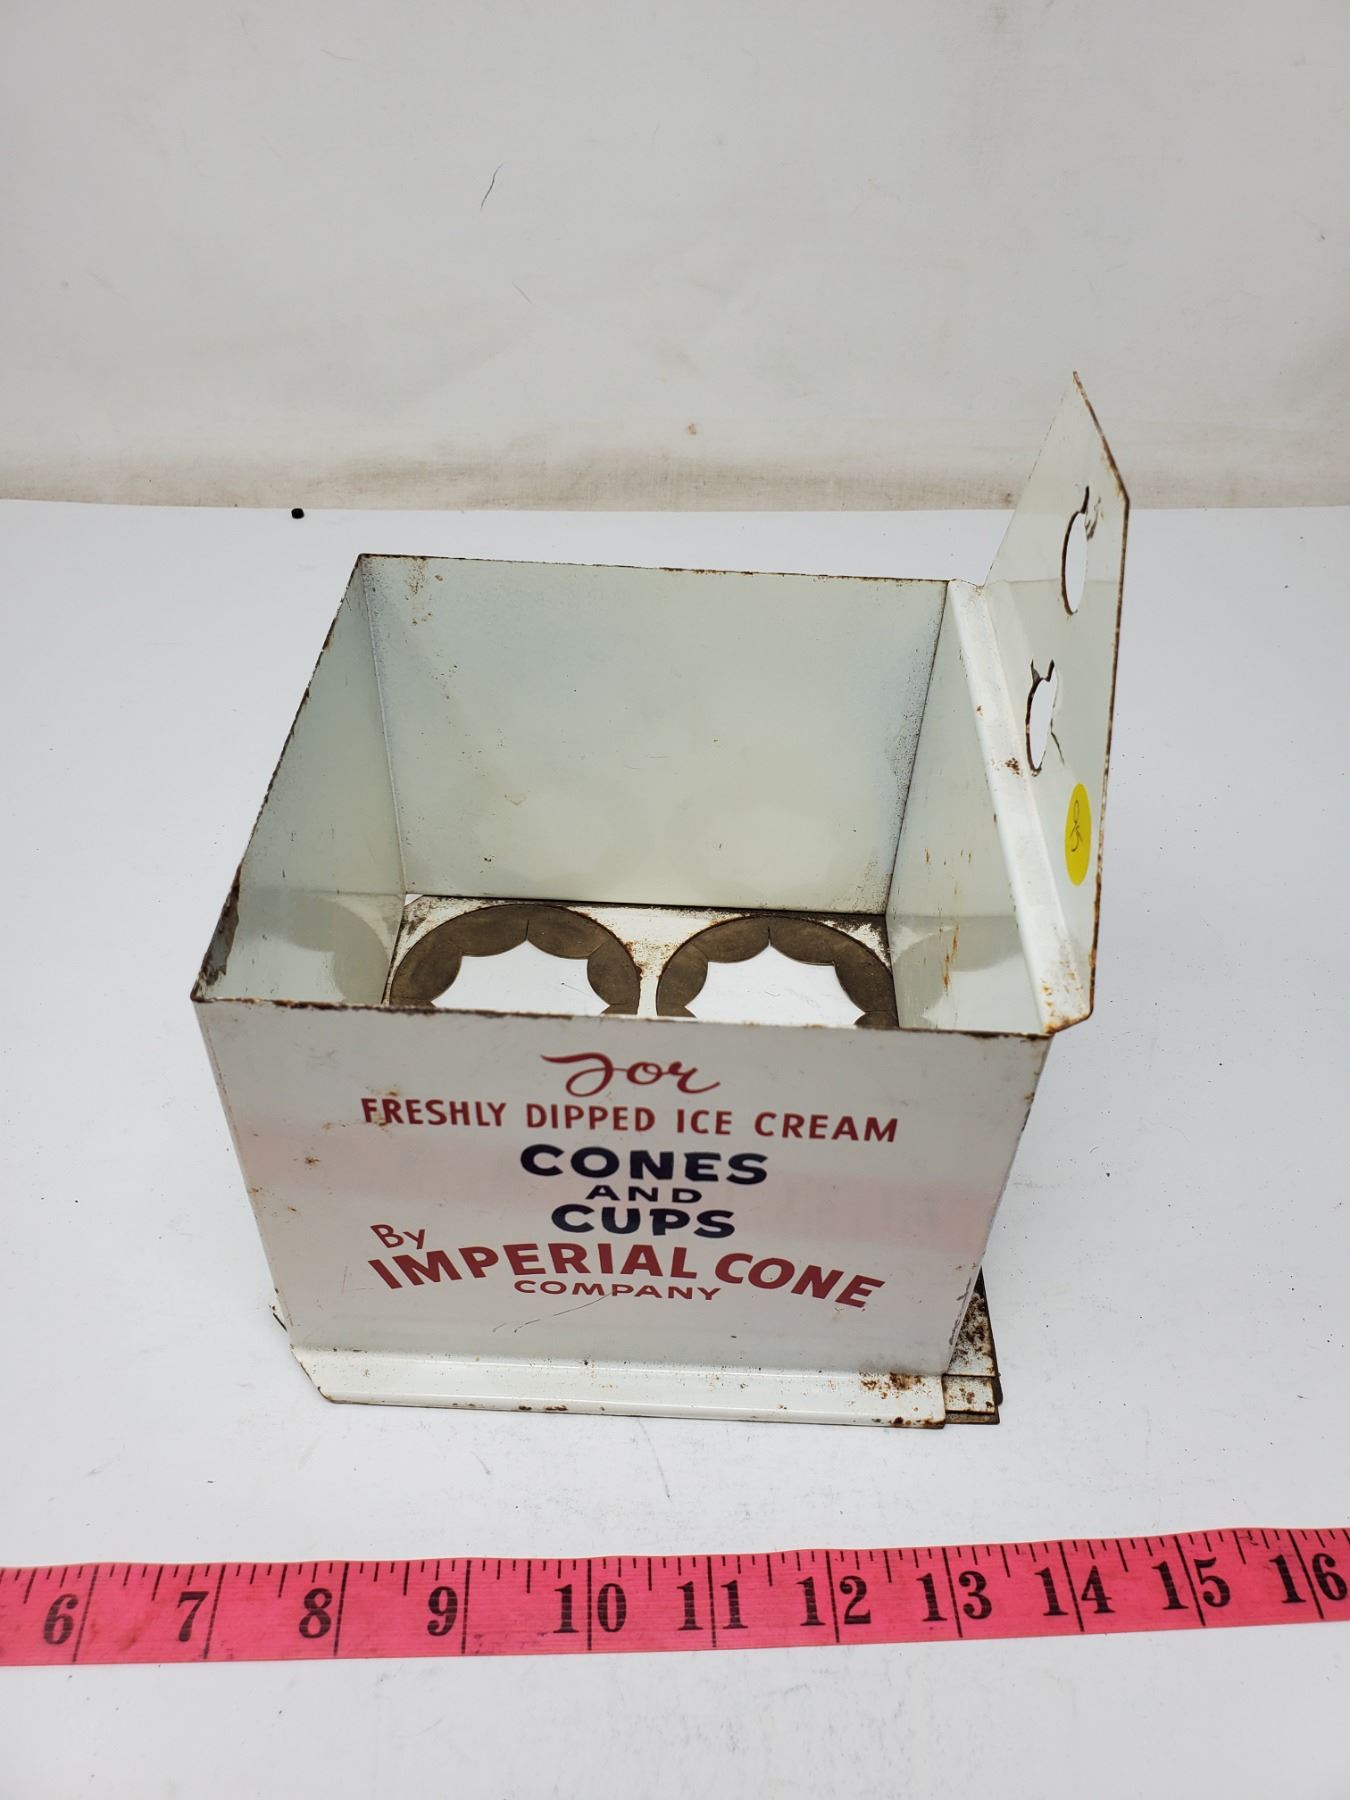 For
FRESHLY DIPPED ICE CREAM
CONES
AND
CUPS
By
IMPERIAL CONE
COMPANY
6 7 8 9 10 11 12 13 14 15 16